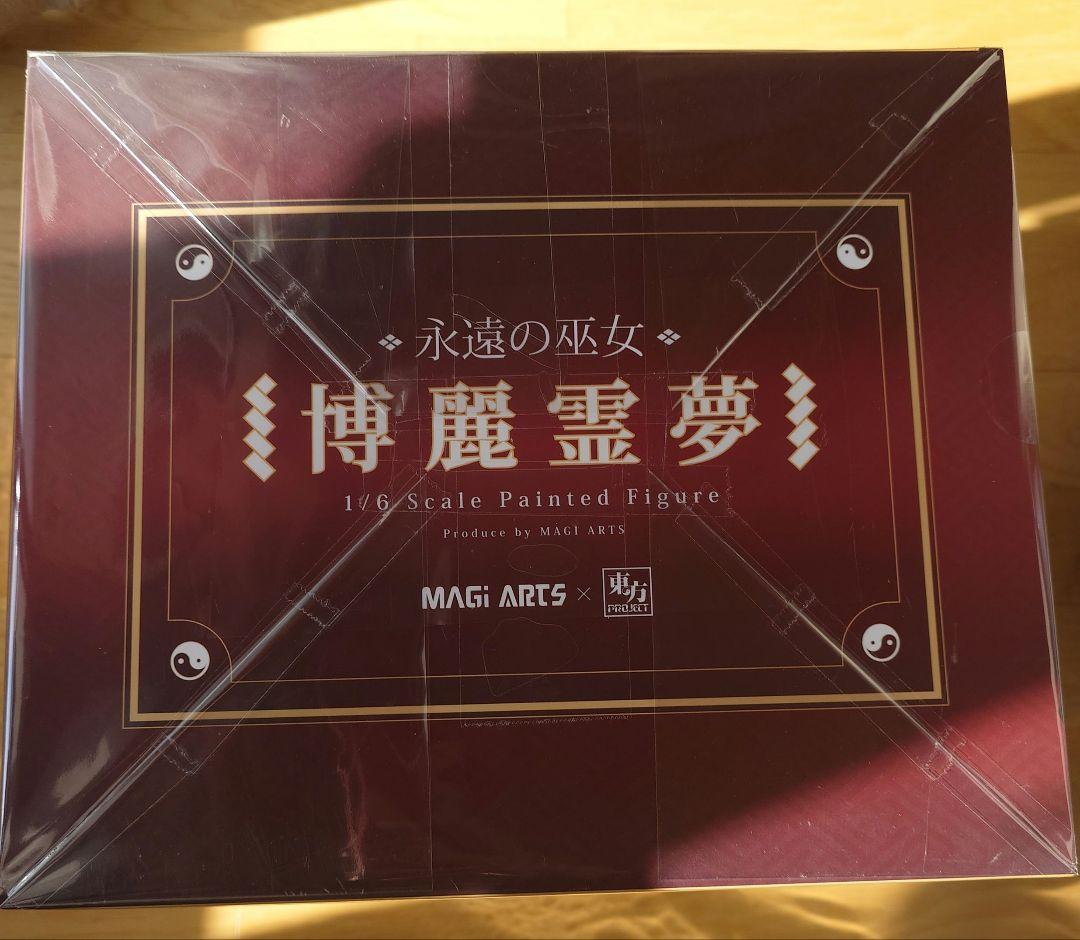 永遠の巫女
博麗霊夢
1/6 Scale Painted Figure
Produce by MAGI ARTS
MAGi ARTS × 東方 PROJECT